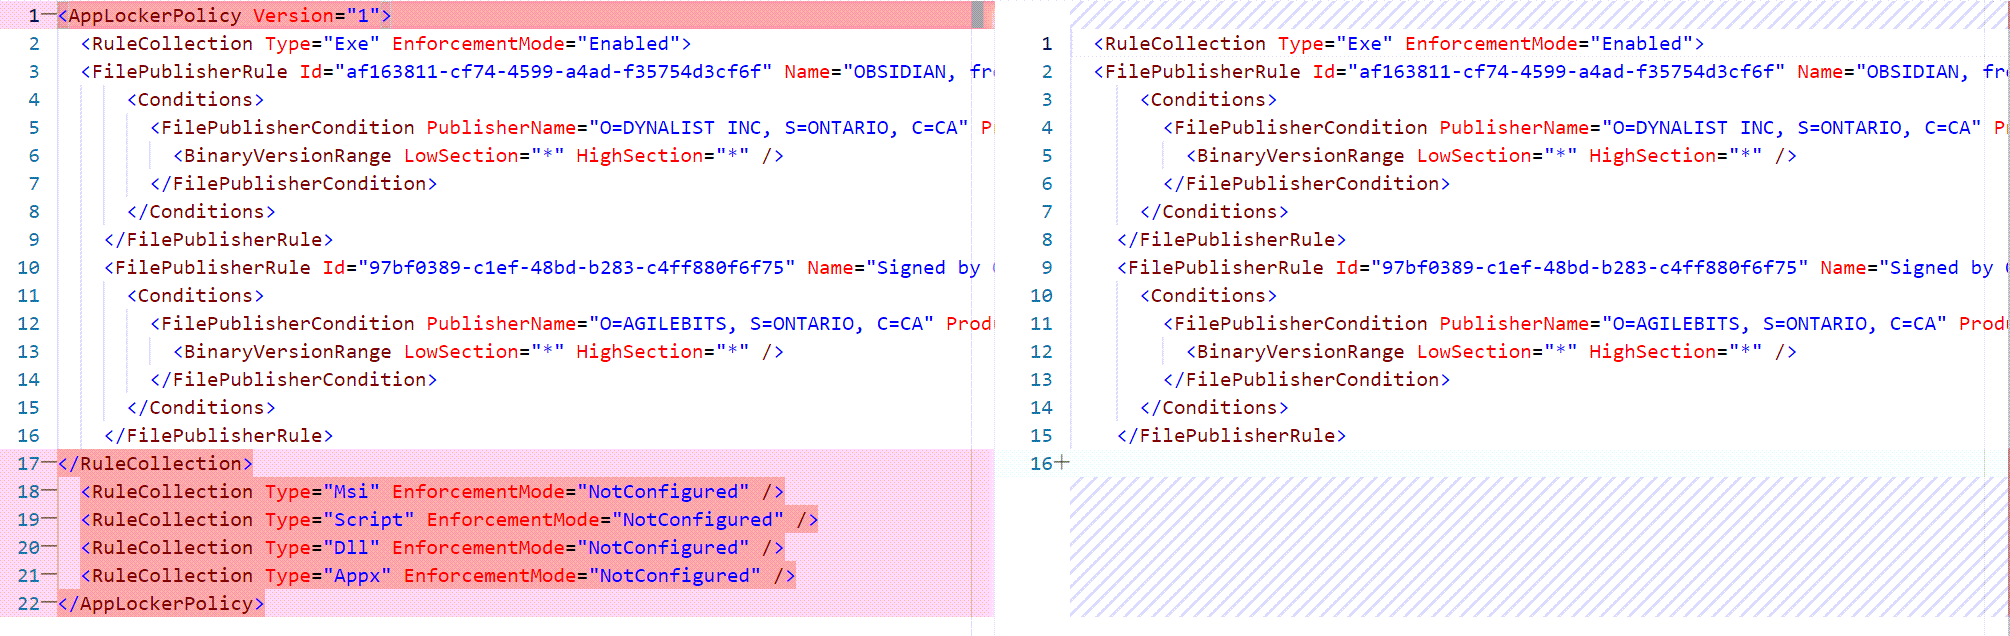 1 <AppLockerPolicy Version="1">
2 <RuleCollection Type="Exe" EnforcementMode="Enabled">
3 <FilePublisherRule Id="af163811-cf74-4599-a4ad-f35754d3cf6f" Name="OBSIDIAN, fr
4 <Conditions>
5 <FilePublisherCondition PublisherName="O=DYNALIST INC, S=ONTARIO, C=CA" P
6 <BinaryVersionRange LowSection="*" HighSection="*" />
7 </FilePublisherCondition>
8 </Conditions>
9 </FilePublisherRule>
10 <FilePublisherRule Id="97bf0389-c1ef-48bd-b283-c4ff880f6f75" Name="Signed by
11 <Conditions>
12 <FilePublisherCondition PublisherName="O=AGILEBITS, S=ONTARIO, C=CA" Produ
13 <BinaryVersionRange LowSection="*" HighSection="*" />
14 </FilePublisherCondition>
15 </Conditions>
16 </FilePublisherRule>
17 </RuleCollection>
18 <RuleCollection Type="Msi" EnforcementMode="NotConfigured" />
19 <RuleCollection Type="Script" EnforcementMode="NotConfigured" />
20 <RuleCollection Type="Dll" EnforcementMode="NotConfigured" />
21 <RuleCollection Type="Appx" EnforcementMode="NotConfigured" />
22 </AppLockerPolicy>
1 <RuleCollection Type="Exe" EnforcementMode="Enabled">
2 <FilePublisherRule Id="af163811-cf74-4599-a4ad-f35754d3cf6f" Name="OBSIDIAN, fr
3 <Conditions>
4 <FilePublisherCondition PublisherName="O=DYNALIST INC, S=ONTARIO, C=CA" P
5 <BinaryVersionRange LowSection="*" HighSection="*" />
6 </FilePublisherCondition>
7 </Conditions>
8 </FilePublisherRule>
9 <FilePublisherRule Id="97bf0389-c1ef-48bd-b283-c4ff880f6f75" Name="Signed by
10 <Conditions>
11 <FilePublisherCondition PublisherName="O=AGILEBITS, S=ONTARIO, C=CA" Prod
12 <BinaryVersionRange LowSection="*" HighSection="*" />
13 </FilePublisherCondition>
14 </Conditions>
15 </FilePublisherRule>
16+